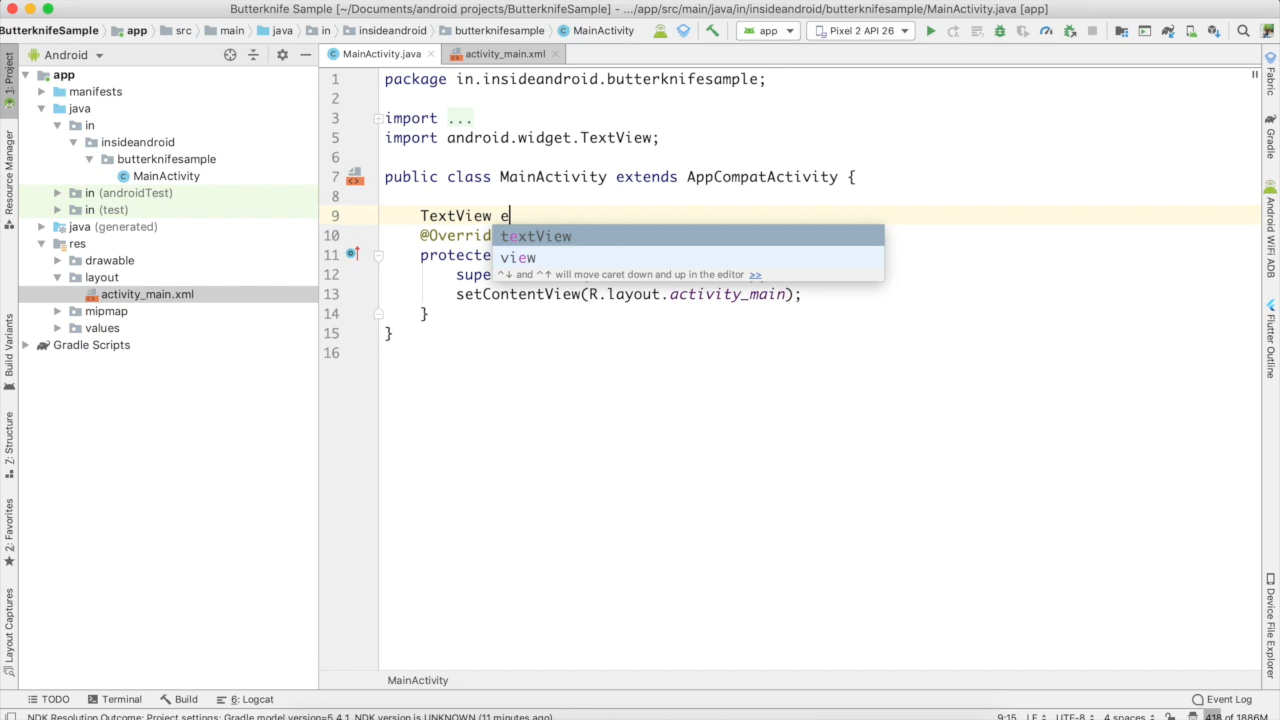 Butterknife Sample [~/Documents/android projects/ButterknifeSample] - .../app/src/main/java/in/insideandroid/butterknifesample/MainActivity.java [app]
ButterknifeSample app src main java in insideandroid butterknifesample MainActivity app Pixel 2 API 26
Android
MainActivity.java activity_main.xml
1: Project
Resource Manager
Build Variants
7: Structure
2: Favorites
Layout Captures
app
manifests
java
in
insideandroid
butterknifesample
MainActivity
in (androidTest)
in (test)
java (generated)
res
drawable
layout
activity_main.xml
mipmap
values
Gradle Scripts
1 package in.insideandroid.butterknifesample;
2
3 import ...
5 import android.widget.TextView;
6
7 public class MainActivity extends AppCompatActivity {
8
9 TextView e
10 @Overrid
11 protecte
12 supe
13 setContentView(R.layout.activity_main);
14 }
15 }
16
textView
view
^↓ and ^↑ will move caret down and up in the editor >>
Fabric
Gradle
Android WiFi ADB
Flutter Outline
Device File Explorer
MainActivity
TODO Terminal Build 6: Logcat Event Log
NDK Resolution Outcome: Project settings: Gradle model version=5.4.1, NDK version is UNKNOWN (11 minutes ago) 9:15 LF UTF-8 4 spaces 418 of 1886M